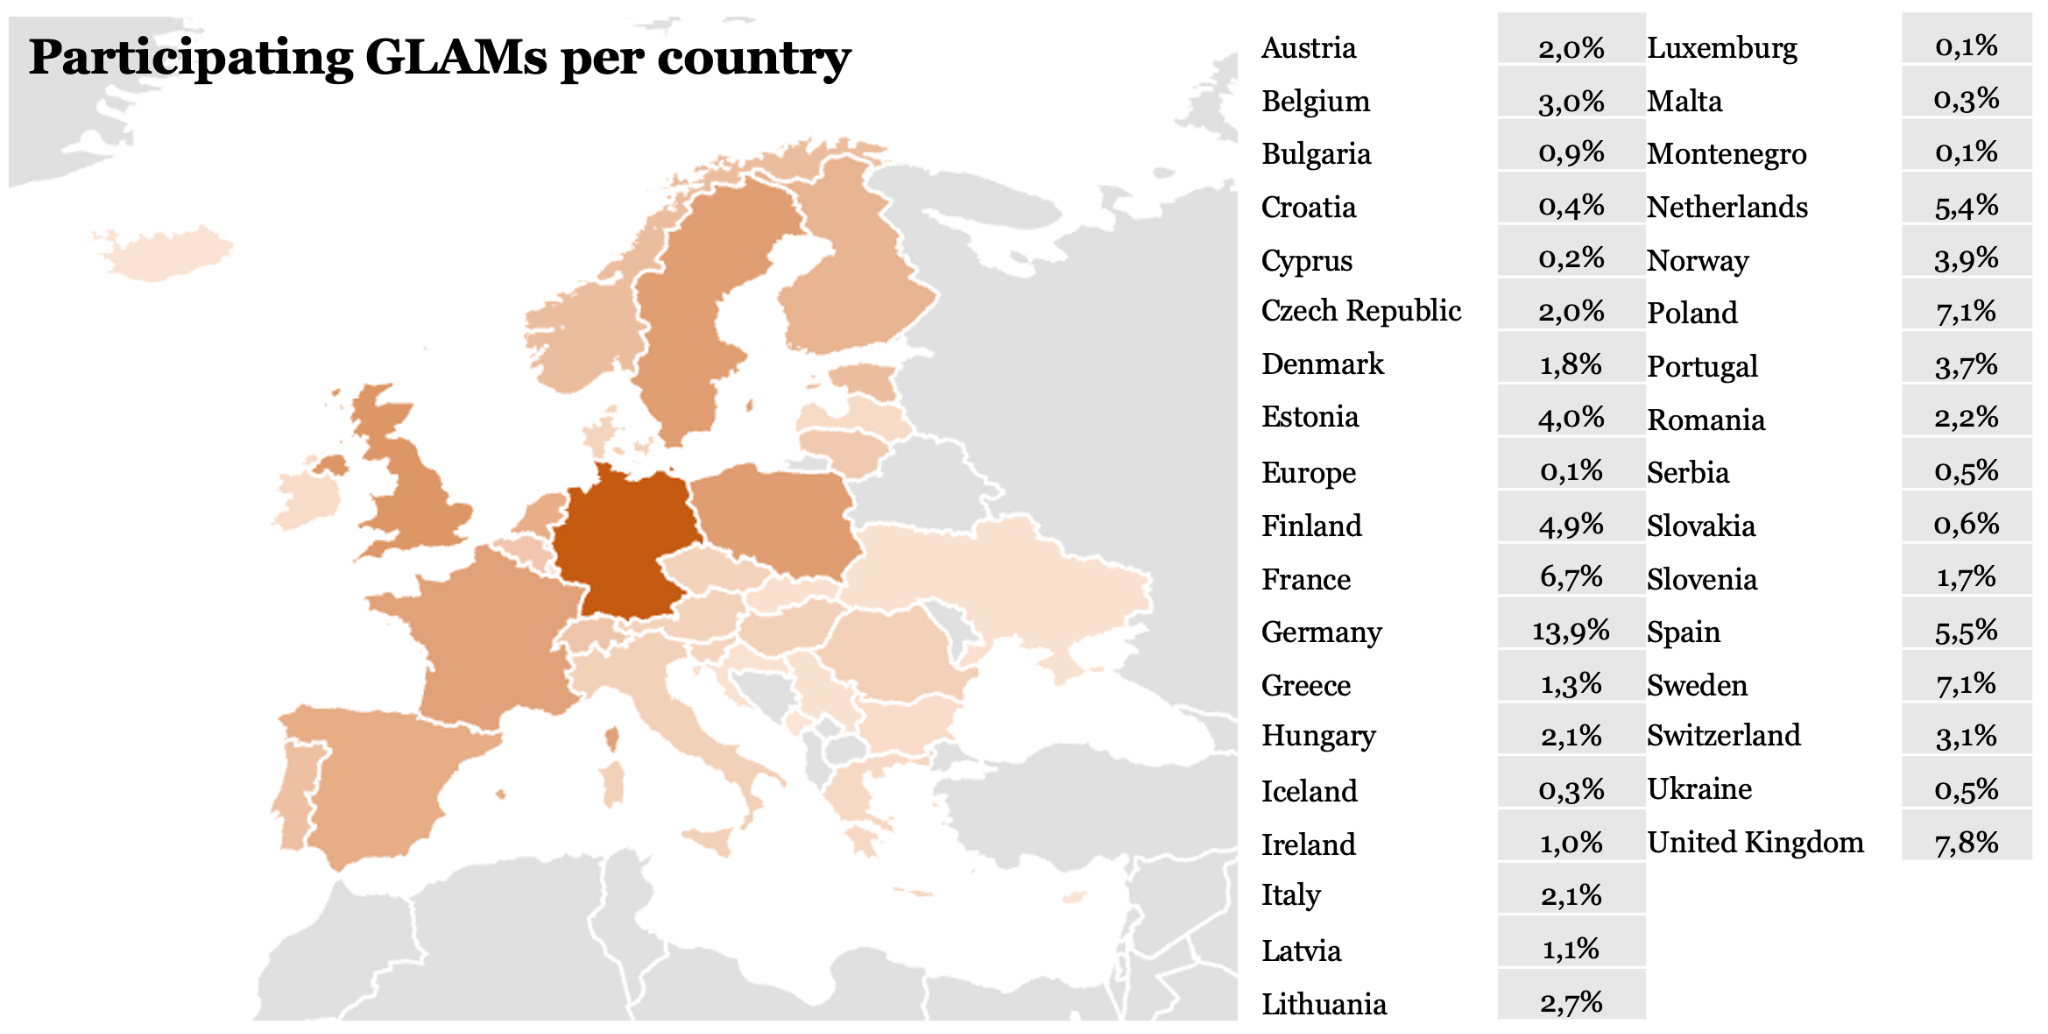 Participating GLAMs per country
Austria 2,0%
Belgium 3,0%
Bulgaria 0,9%
Croatia 0,4%
Cyprus 0,2%
Czech Republic 2,0%
Denmark 1,8%
Estonia 4,0%
Europe 0,1%
Finland 4,9%
France 6,7%
Germany 13,9%
Greece 1,3%
Hungary 2,1%
Iceland 0,3%
Ireland 1,0%
Italy 2,1%
Latvia 1,1%
Lithuania 2,7%
Luxemburg 0,1%
Malta 0,3%
Montenegro 0,1%
Netherlands 5,4%
Norway 3,9%
Poland 7,1%
Portugal 3,7%
Romania 2,2%
Serbia 0,5%
Slovakia 0,6%
Slovenia 1,7%
Spain 5,5%
Sweden 7,1%
Switzerland 3,1%
Ukraine 0,5%
United Kingdom 7,8%